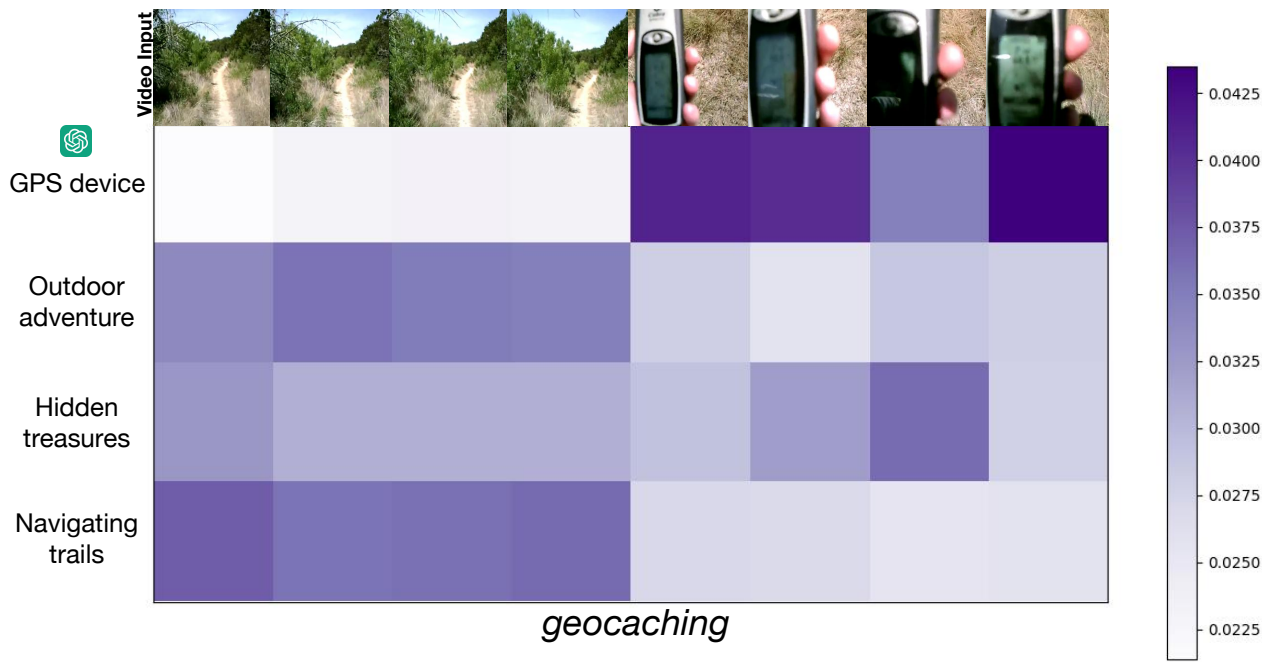 Video Input
GPS device
Outdoor
adventure
Hidden
treasures
Navigating
trails
geocaching
0.0425
0.0400
0.0375
0.0350
0.0325
0.0300
0.0275
0.0250
0.0225